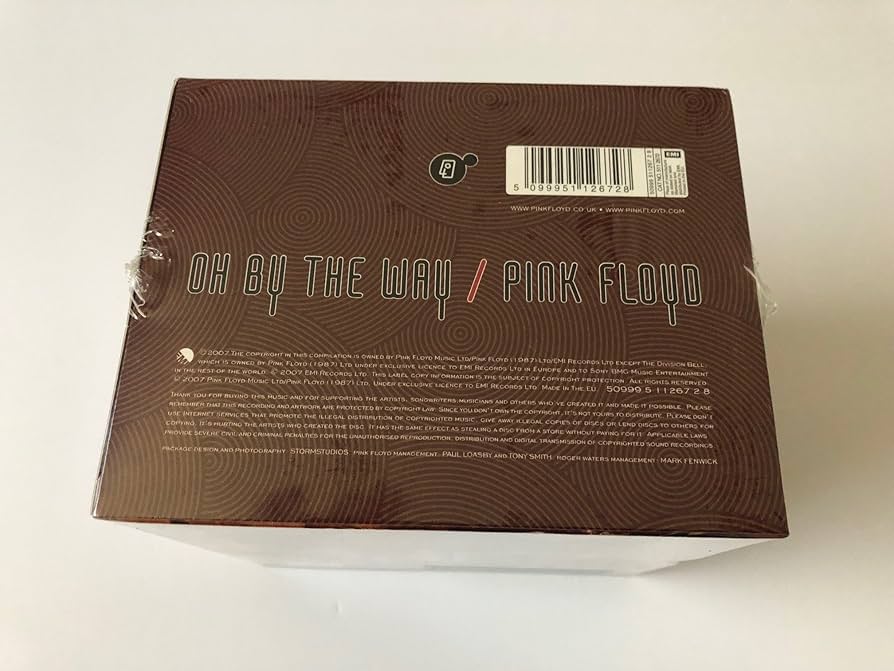 EMI
50999 5 11267 2 8
5 099951 126728
WWW.PINKFLOYD.CO.UK • WWW.PINKFLOYD.COM
OH BY THE WAY / PINK FLOYD
℗2007 The copyright in this compilation is owned by Pink Floyd Music Ltd/Pink Floyd (1987) Ltd/EMI Records Ltd except The Division Bell
which is owned by Pink Floyd (1987) Ltd under exclusive licence to EMI Records Ltd in Europe and to Sony BMG Music Entertainment
in the rest of the world. © 2007 EMI Records Ltd. This label copy information is the subject of copyright protection. All rights reserved.
© 2007 Pink Floyd Music Ltd/Pink Floyd (1987) Ltd. Under exclusive licence to EMI Records Ltd. Made in the EU. 50999 5 11267 2 8
Thank you for buying this music and for supporting the artists, songwriters, musicians and others who've created it and made it possible. Please
remember that this recording and artwork are protected by copyright law. Since you don't own the copyright, it's not yours to distribute. Please don't
use internet services that promote the illegal distribution of copyrighted music, give away illegal copies of discs or lend discs to others for
copying. It's hurting the artists who created the disc. It has the same effect as stealing a disc from a store without paying for it. Applicable laws
provide severe civil and criminal penalties for the unauthorised reproduction, distribution and digital transmission of copyrighted sound recordings.
Package design and photography: STORMSTUDIOS Pink Floyd Management: PAUL LOASBY and TONY SMITH. Roger Waters Management: MARK FENWICK